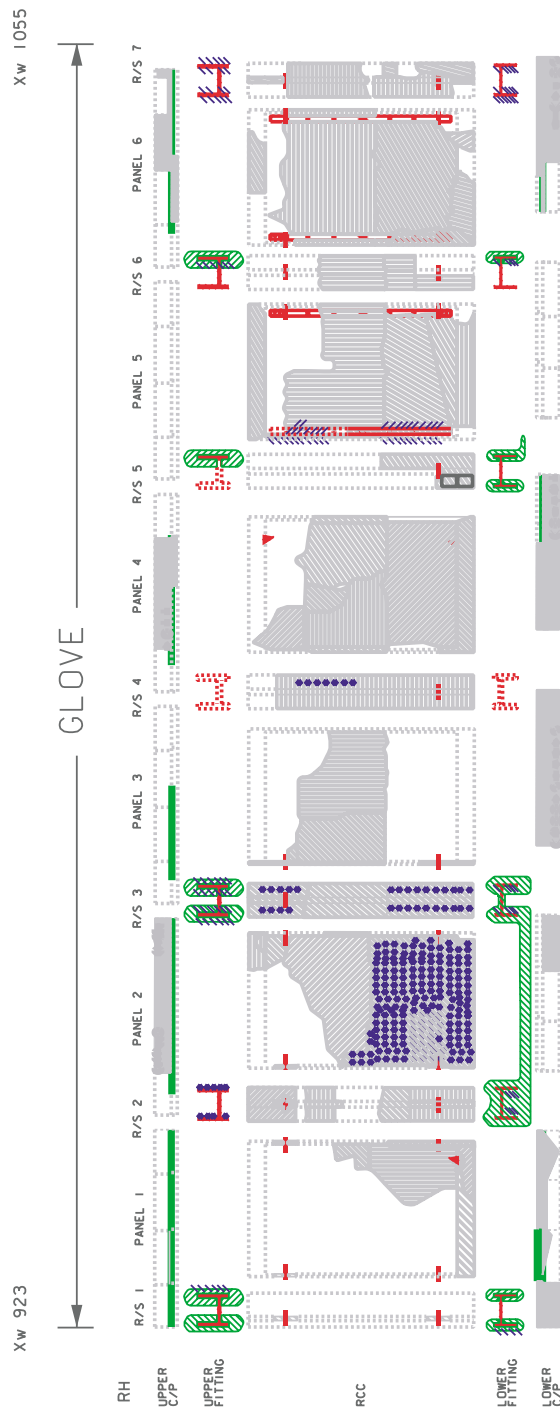 Xw 1055
GLOVE
Xw 923
R/S 7
PANEL 6
R/S 6
PANEL 5
R/S 5
PANEL 4
R/S 4
PANEL 3
R/S 3
PANEL 2
R/S 2
PANEL 1
R/S 1
RH
UPPER
C/P
UPPER
FITTING
RCC
LOWER
FITTING
LOWER
C/P